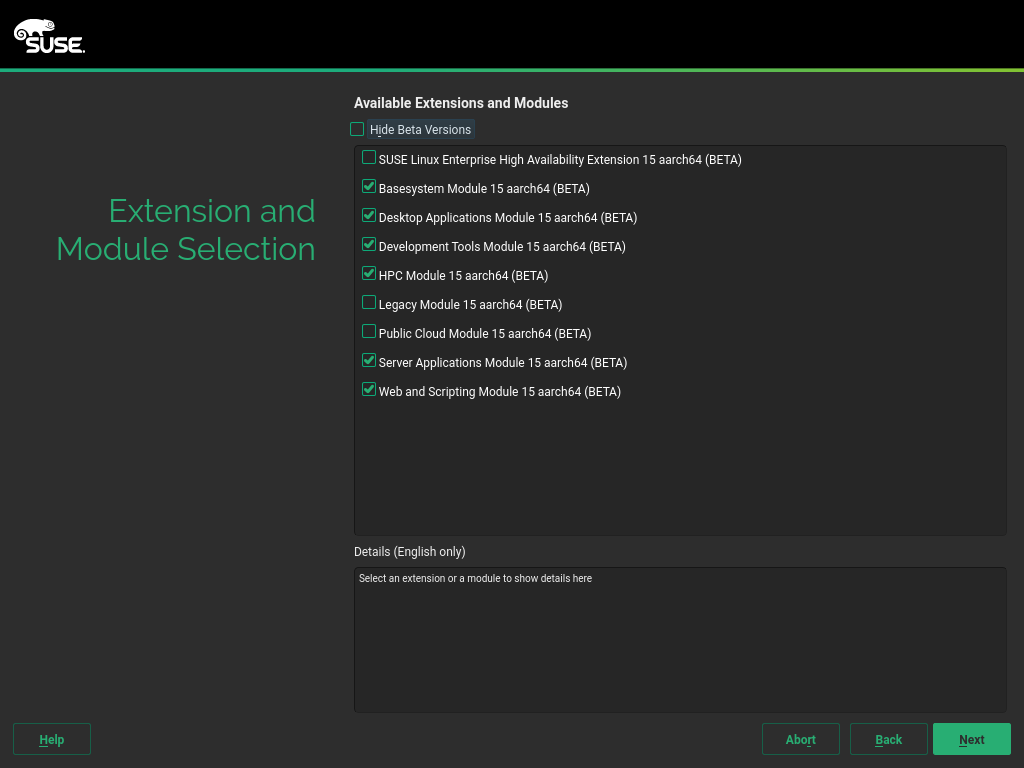 SUSE.
Available Extensions and Modules
Hide Beta Versions
Extension and
Module Selection
SUSE Linux Enterprise High Availability Extension 15 aarch64 (BETA)
Basesystem Module 15 aarch64 (BETA)
Desktop Applications Module 15 aarch64 (BETA)
Development Tools Module 15 aarch64 (BETA)
HPC Module 15 aarch64 (BETA)
Legacy Module 15 aarch64 (BETA)
Public Cloud Module 15 aarch64 (BETA)
Server Applications Module 15 aarch64 (BETA)
Web and Scripting Module 15 aarch64 (BETA)
Details (English only)
Select an extension or a module to show details here
Help
Abort
Back
Next